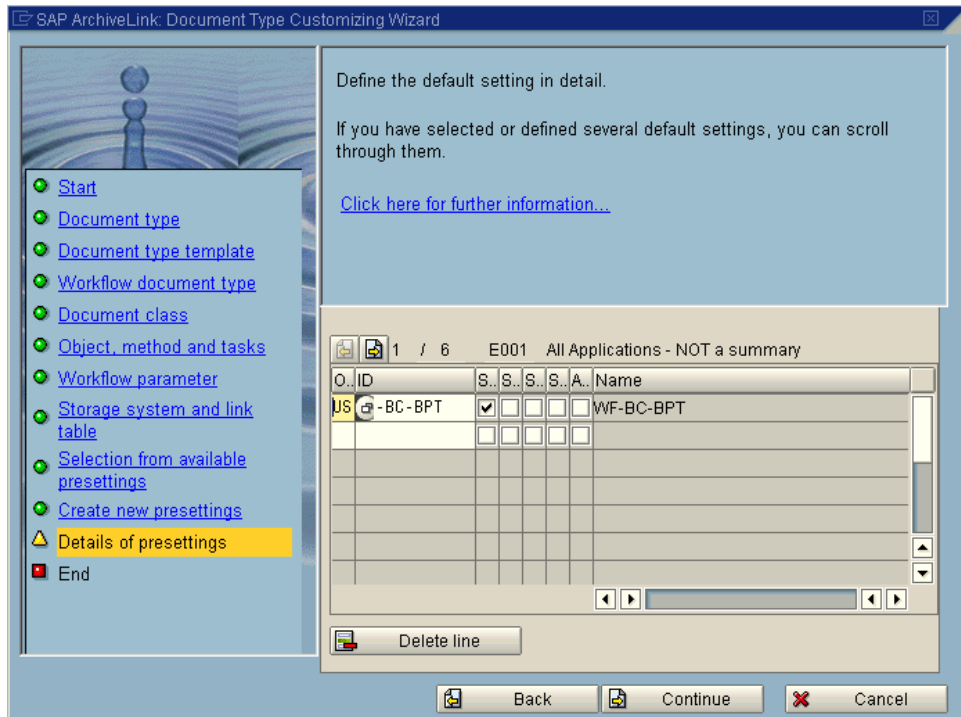 SAP ArchiveLink: Document Type Customizing Wizard
Define the default setting in detail.
If you have selected or defined several default settings, you can scroll
through them.
Click here for further information...
Start
Document type
Document type template
Workflow document type
Document class
Object, method and tasks
Workflow parameter
Storage system and link
table
Selection from available
presettings
Create new presettings
Details of presettings
End
1 / 6 E001 All Applications - NOT a summary
O.. ID S.. S.. S.. S.. A.. Name
US -BC-BPT WF-BC-BPT
Delete line
Back Continue Cancel